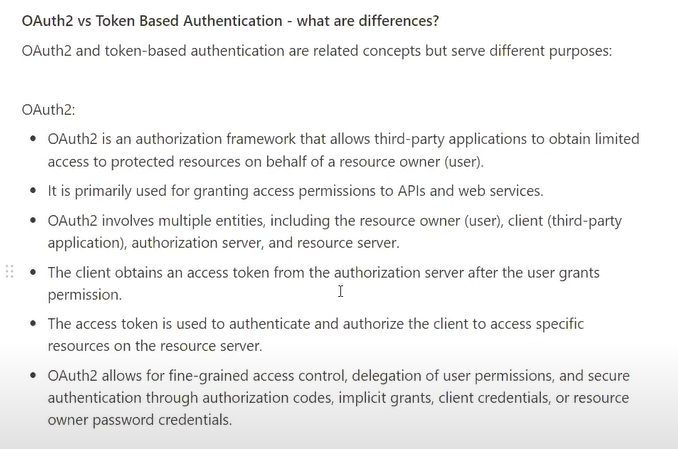 OAuth2 vs Token Based Authentication - what are differences?
OAuth2 and token-based authentication are related concepts but serve different purposes:
OAuth2:
• OAuth2 is an authorization framework that allows third-party applications to obtain limited
access to protected resources on behalf of a resource owner (user).
• It is primarily used for granting access permissions to APIs and web services.
• OAuth2 involves multiple entities, including the resource owner (user), client (third-party
application), authorization server, and resource server.
• The client obtains an access token from the authorization server after the user grants
permission.
• The access token is used to authenticate and authorize the client to access specific
resources on the resource server.
• OAuth2 allows for fine-grained access control, delegation of user permissions, and secure
authentication through authorization codes, implicit grants, client credentials, or resource
owner password credentials.